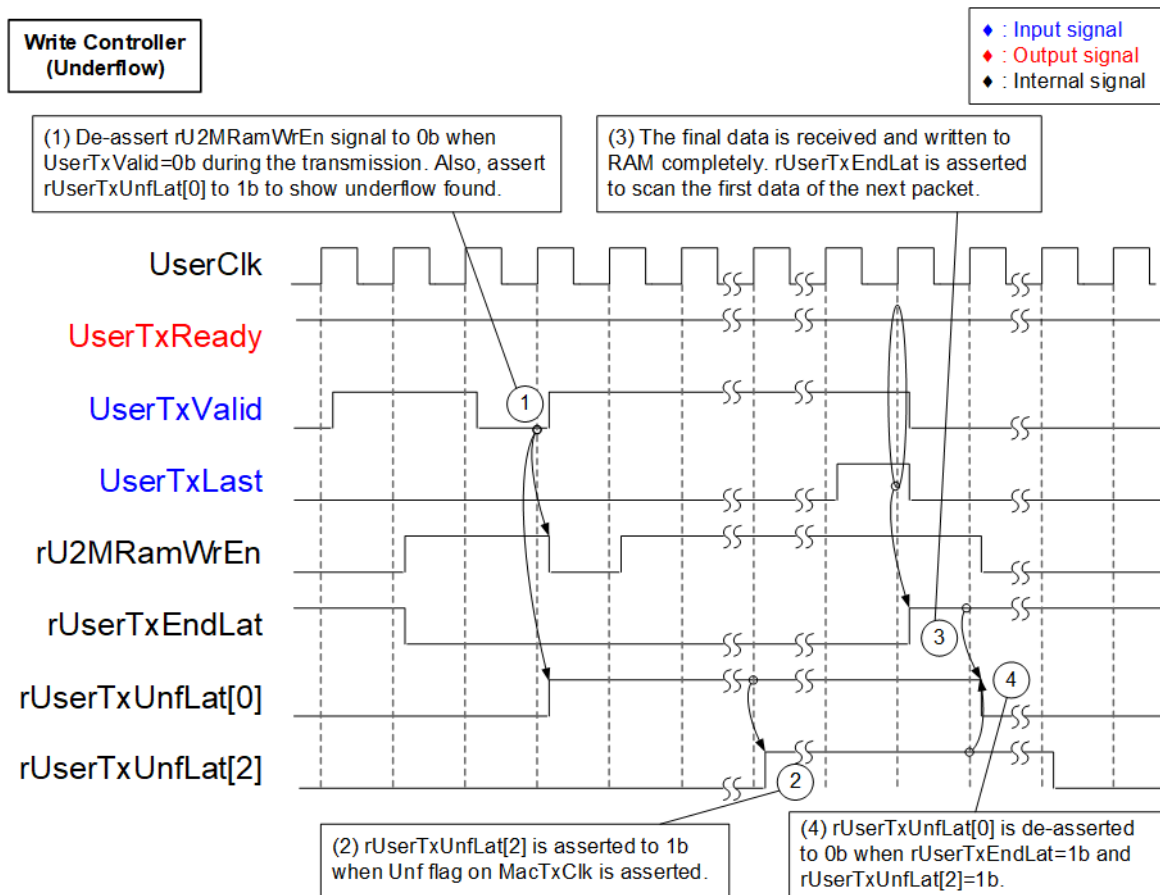 Write Controller
(Underflow)
♦ : Input signal
♦ : Output signal
♦ : Internal signal
(1) De-assert rU2MRamWrEn signal to 0b when
UserTxValid=0b during the transmission. Also, assert
rUserTxUnfLat[0] to 1b to show underflow found.
(3) The final data is received and written to
RAM completely. rUserTxEndLat is asserted
to scan the first data of the next packet.
UserClk
UserTxReady
UserTxValid
1
UserTxLast
rU2MRamWrEn
rUserTxEndLat
3
rUserTxUnfLat[0]
4
rUserTxUnfLat[2]
2
(2) rUserTxUnfLat[2] is asserted to 1b
when Unf flag on MacTxClk is asserted.
(4) rUserTxUnfLat[0] is de-asserted
to 0b when rUserTxEndLat=1b and
rUserTxUnfLat[2]=1b.